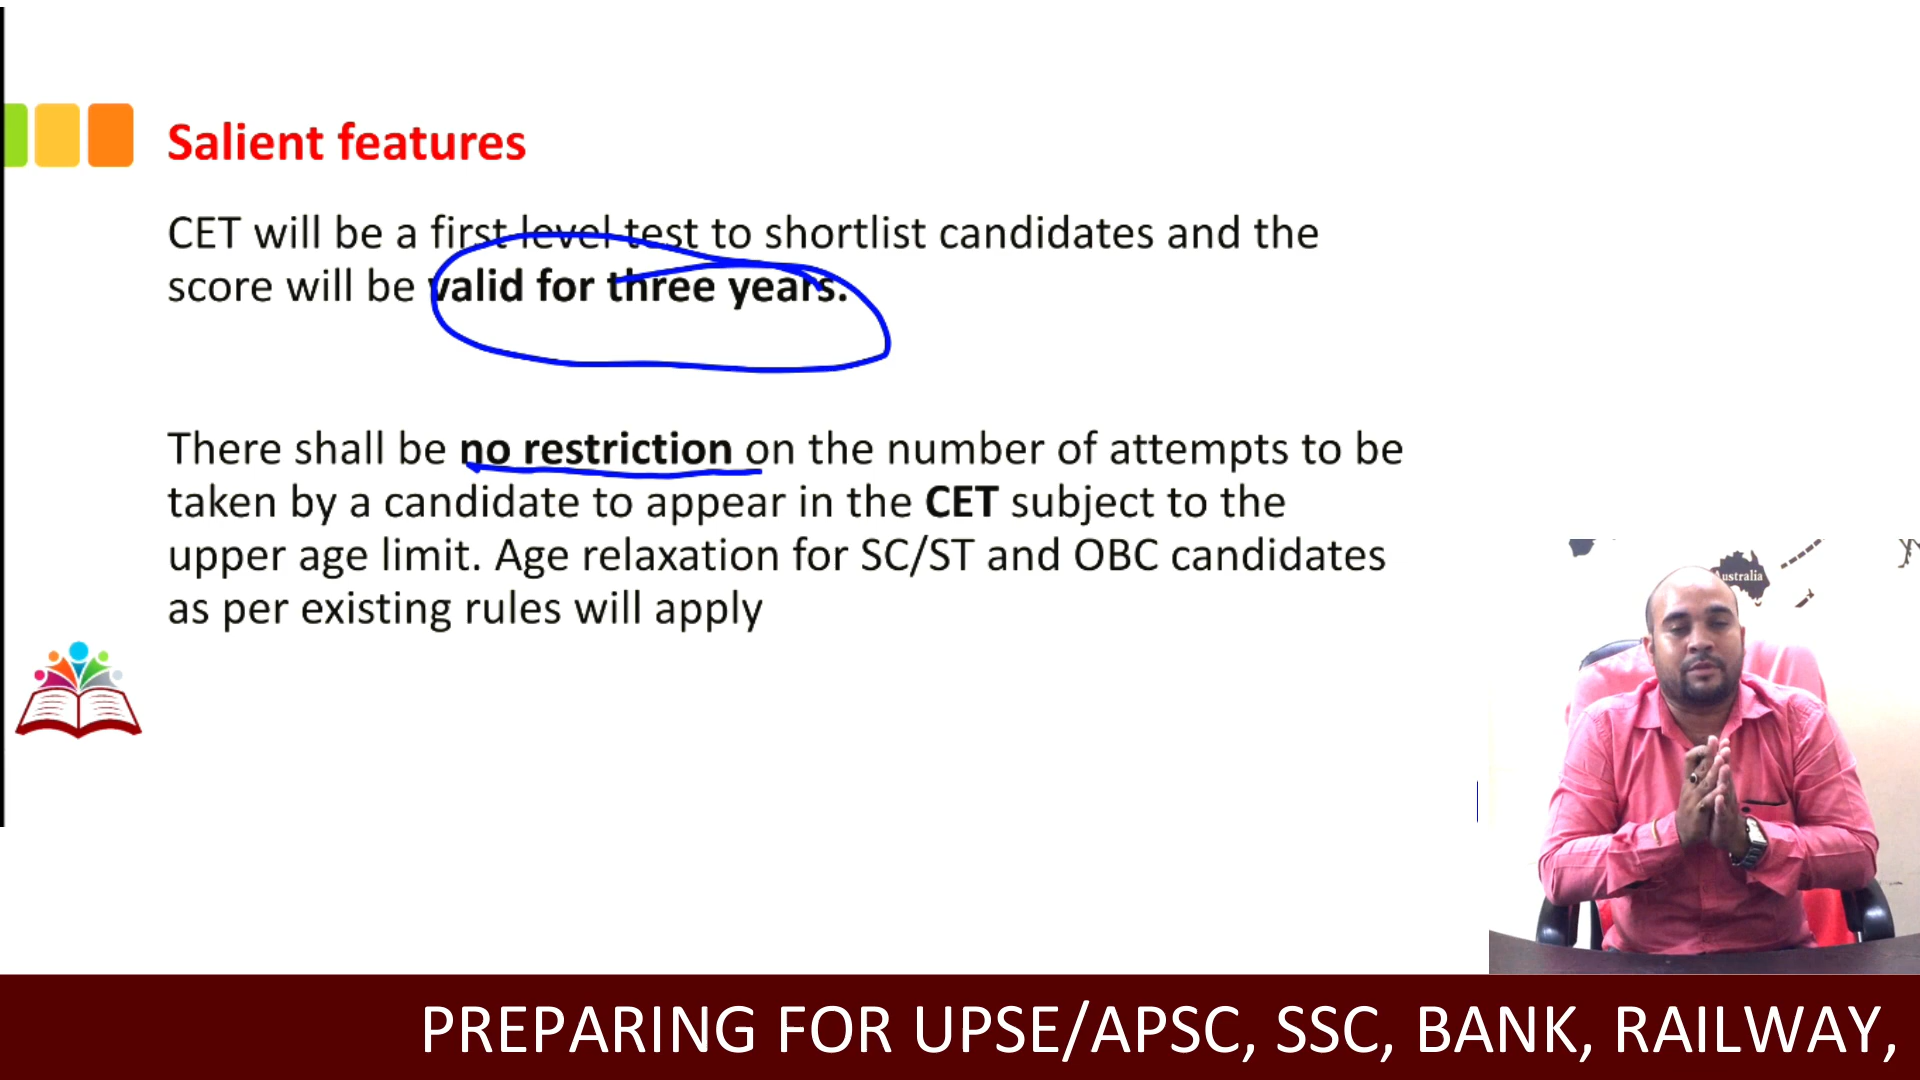 Salient features
CET will be a first level test to shortlist candidates and the
score will be valid for three years.
There shall be no restriction on the number of attempts to be
taken by a candidate to appear in the CET subject to the
upper age limit. Age relaxation for SC/ST and OBC candidates
as per existing rules will apply
ustralia
PREPARING FOR UPSE/APSC, SSC, BANK, RAILWAY,